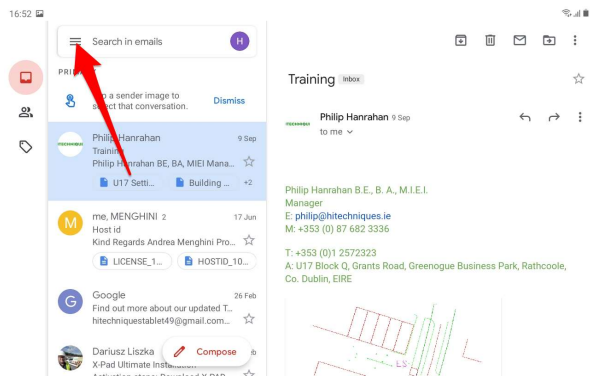 16:52
Search in emails
H
PRI
a sender image to
select that conversation.
Dismiss
HITECHNIQUES
Philip Hanrahan
9 Sep
Training
Philip Hanrahan BE, BA, MIEI Mana...
U17 Setti...
Building ...
+2
M
me, MENGHINI 2
17 Jun
Host id
Kind Regards Andrea Menghini Pro...
LICENSE_1...
HOSTID_10...
G
Google
26 Feb
Find out more about our updated T...
hitechniquestablet49@gmail.com...
Dariusz Liszka
X-Pad Ultimate Installation
Compose
Training
Inbox
HITECHNIQUES
Philip Hanrahan 9 Sep
to me
Philip Hanrahan B.E., B. A., M.I.E.I.
Manager
E: philip@hitechniques.ie
M: +353 (0) 87 682 3336
T: +353 (0)1 2572323
A: U17 Block Q, Grants Road, Greenogue Business Park, Rathcoole,
Co. Dublin, EIRE